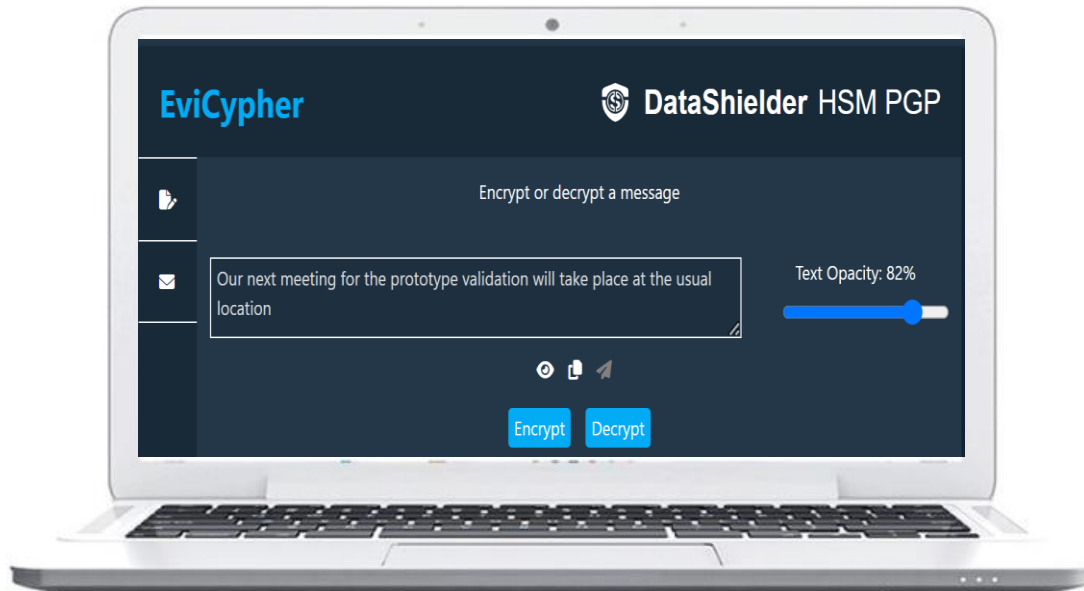 EviCypher
DataShielder HSM PGP
Encrypt or decrypt a message
Our next meeting for the prototype validation will take place at the usual
location
Text Opacity: 82%
Encrypt
Decrypt